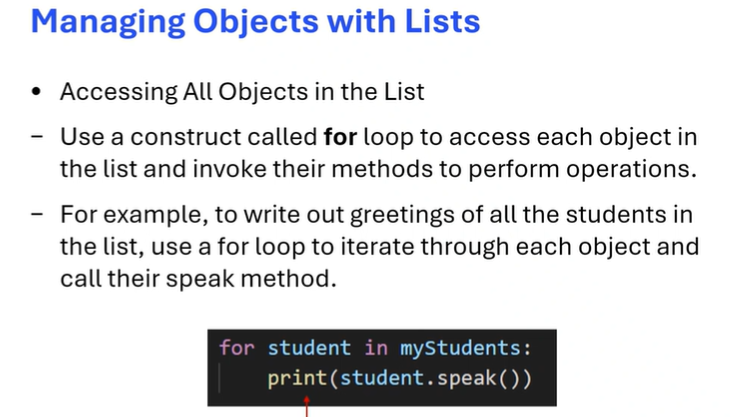 Managing Objects with Lists
• Accessing All Objects in the List
– Use a construct called for loop to access each object in
the list and invoke their methods to perform operations.
– For example, to write out greetings of all the students in
the list, use a for loop to iterate through each object and
call their speak method.
for student in myStudents:
    print(student.speak())